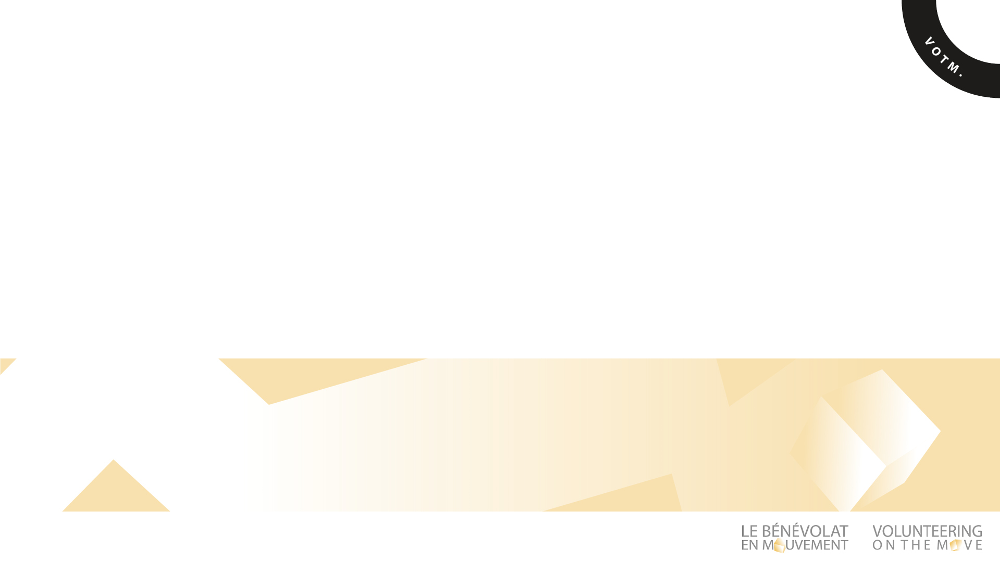 VOTM.
LE BÉNÉVOLAT
EN MOUVEMENT
VOLUNTEERING
ON THE MOVE